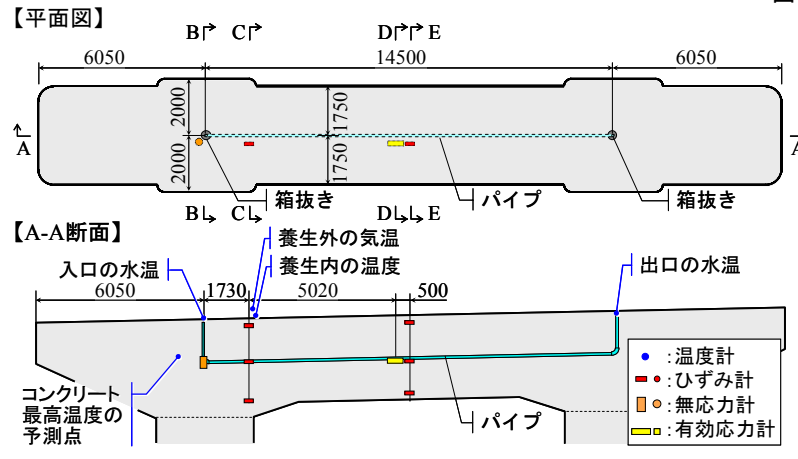 【平面図】
B C D E
6050 14500 6050
2000 1750
2000 1750
A A
箱抜き パイプ 箱抜き
B C D E
【A-A断面】
養生外の気温
入口の水温 養生内の温度 出口の水温
6050 1730 5020 500
コンクリート
最高温度の
予測点
パイプ
：温度計
：ひずみ計
：無応力計
：有効応力計